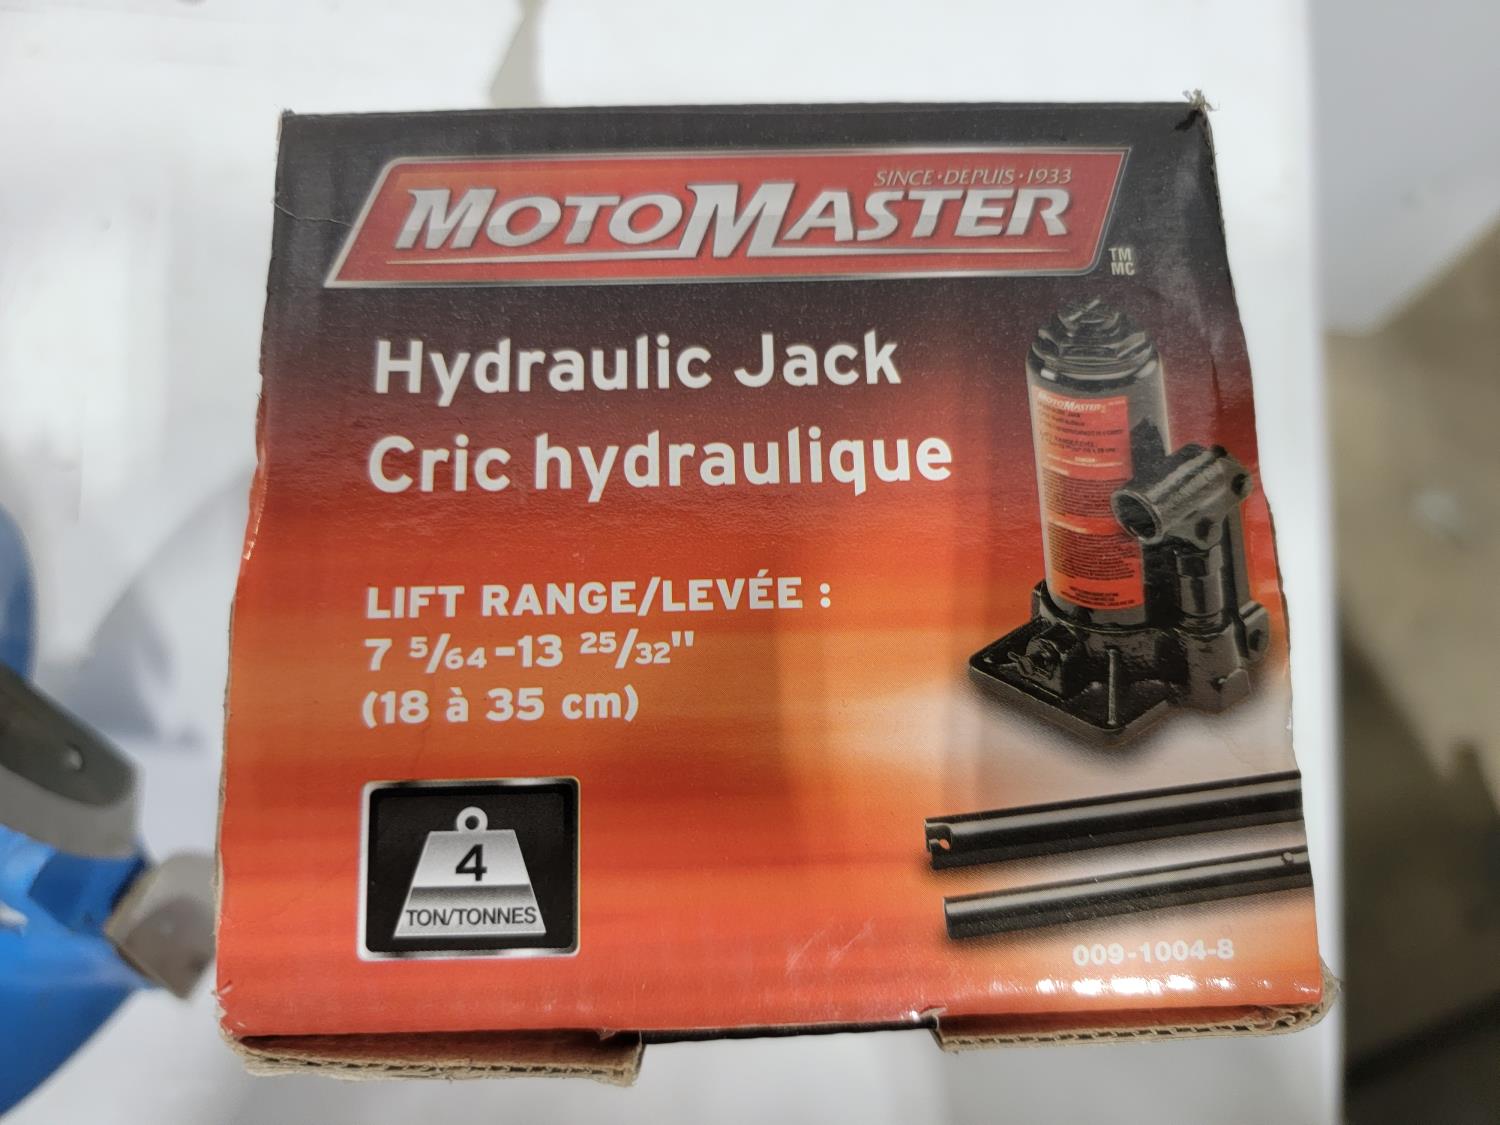 SINCE • DEPUIS • 1933
MOTOMASTER
TM
MC
Hydraulic Jack
Cric hydraulique
LIFT RANGE/LEVÉE :
7 5/64-13 25/32"
(18 à 35 cm)
4
TON/TONNES
MOTOMASTER
009-1004-8